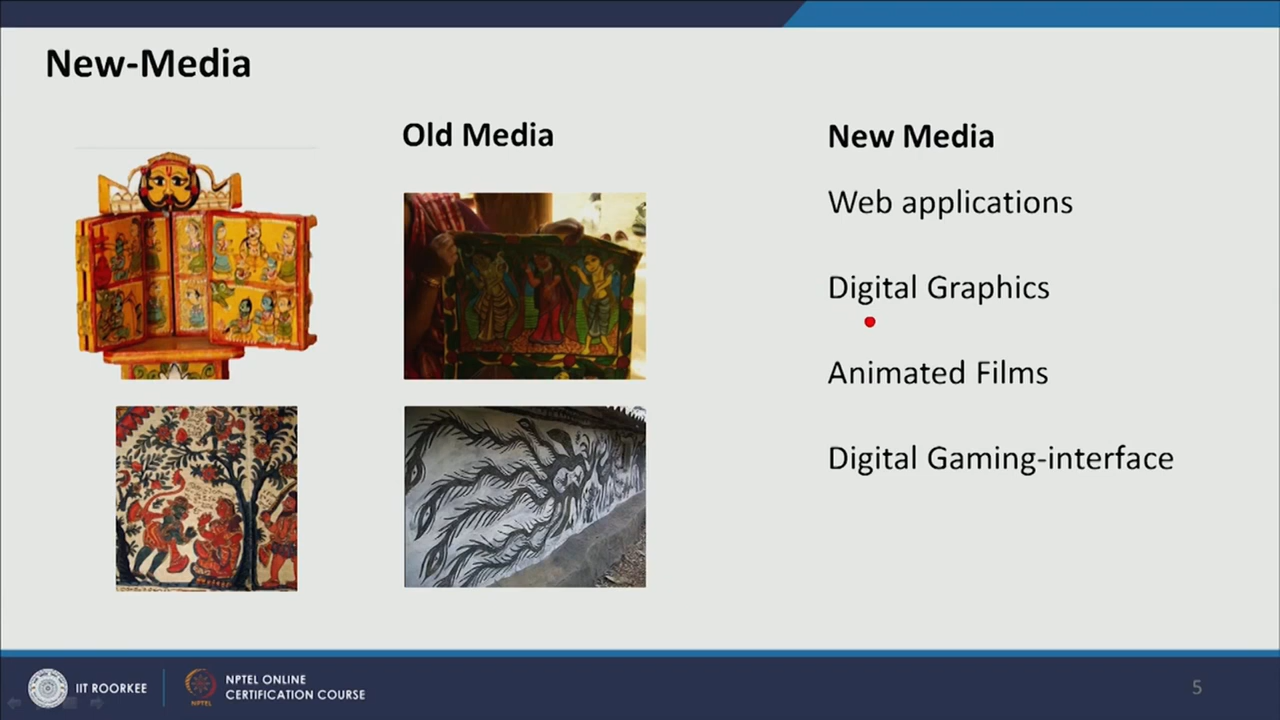 New-Media
Old Media
New Media
Web applications
Digital Graphics
Animated Films
Digital Gaming-interface
IIT ROORKEE
NPTEL
NPTEL ONLINE
CERTIFICATION COURSE
5